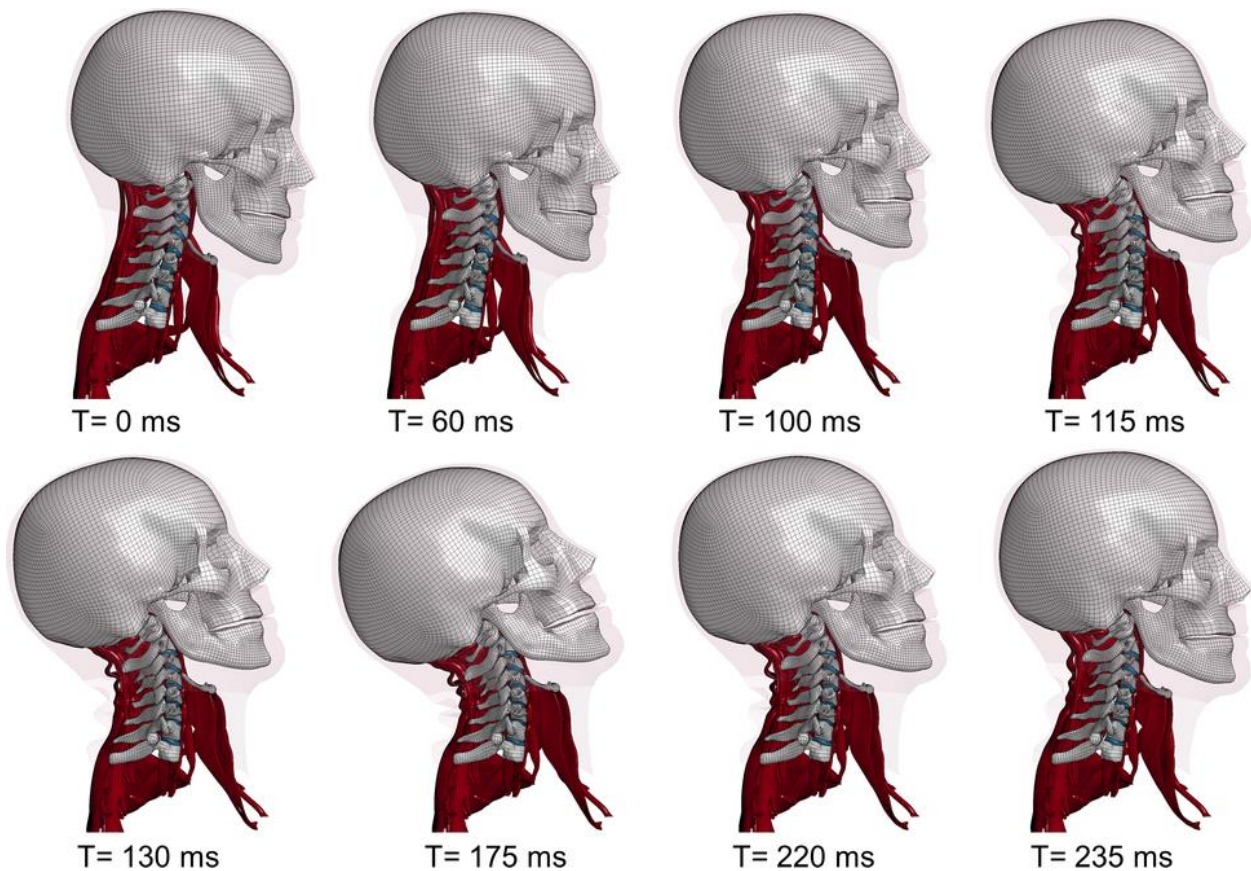 T= 0 ms
T= 60 ms
T= 100 ms
T= 115 ms
T= 130 ms
T= 175 ms
T= 220 ms
T= 235 ms